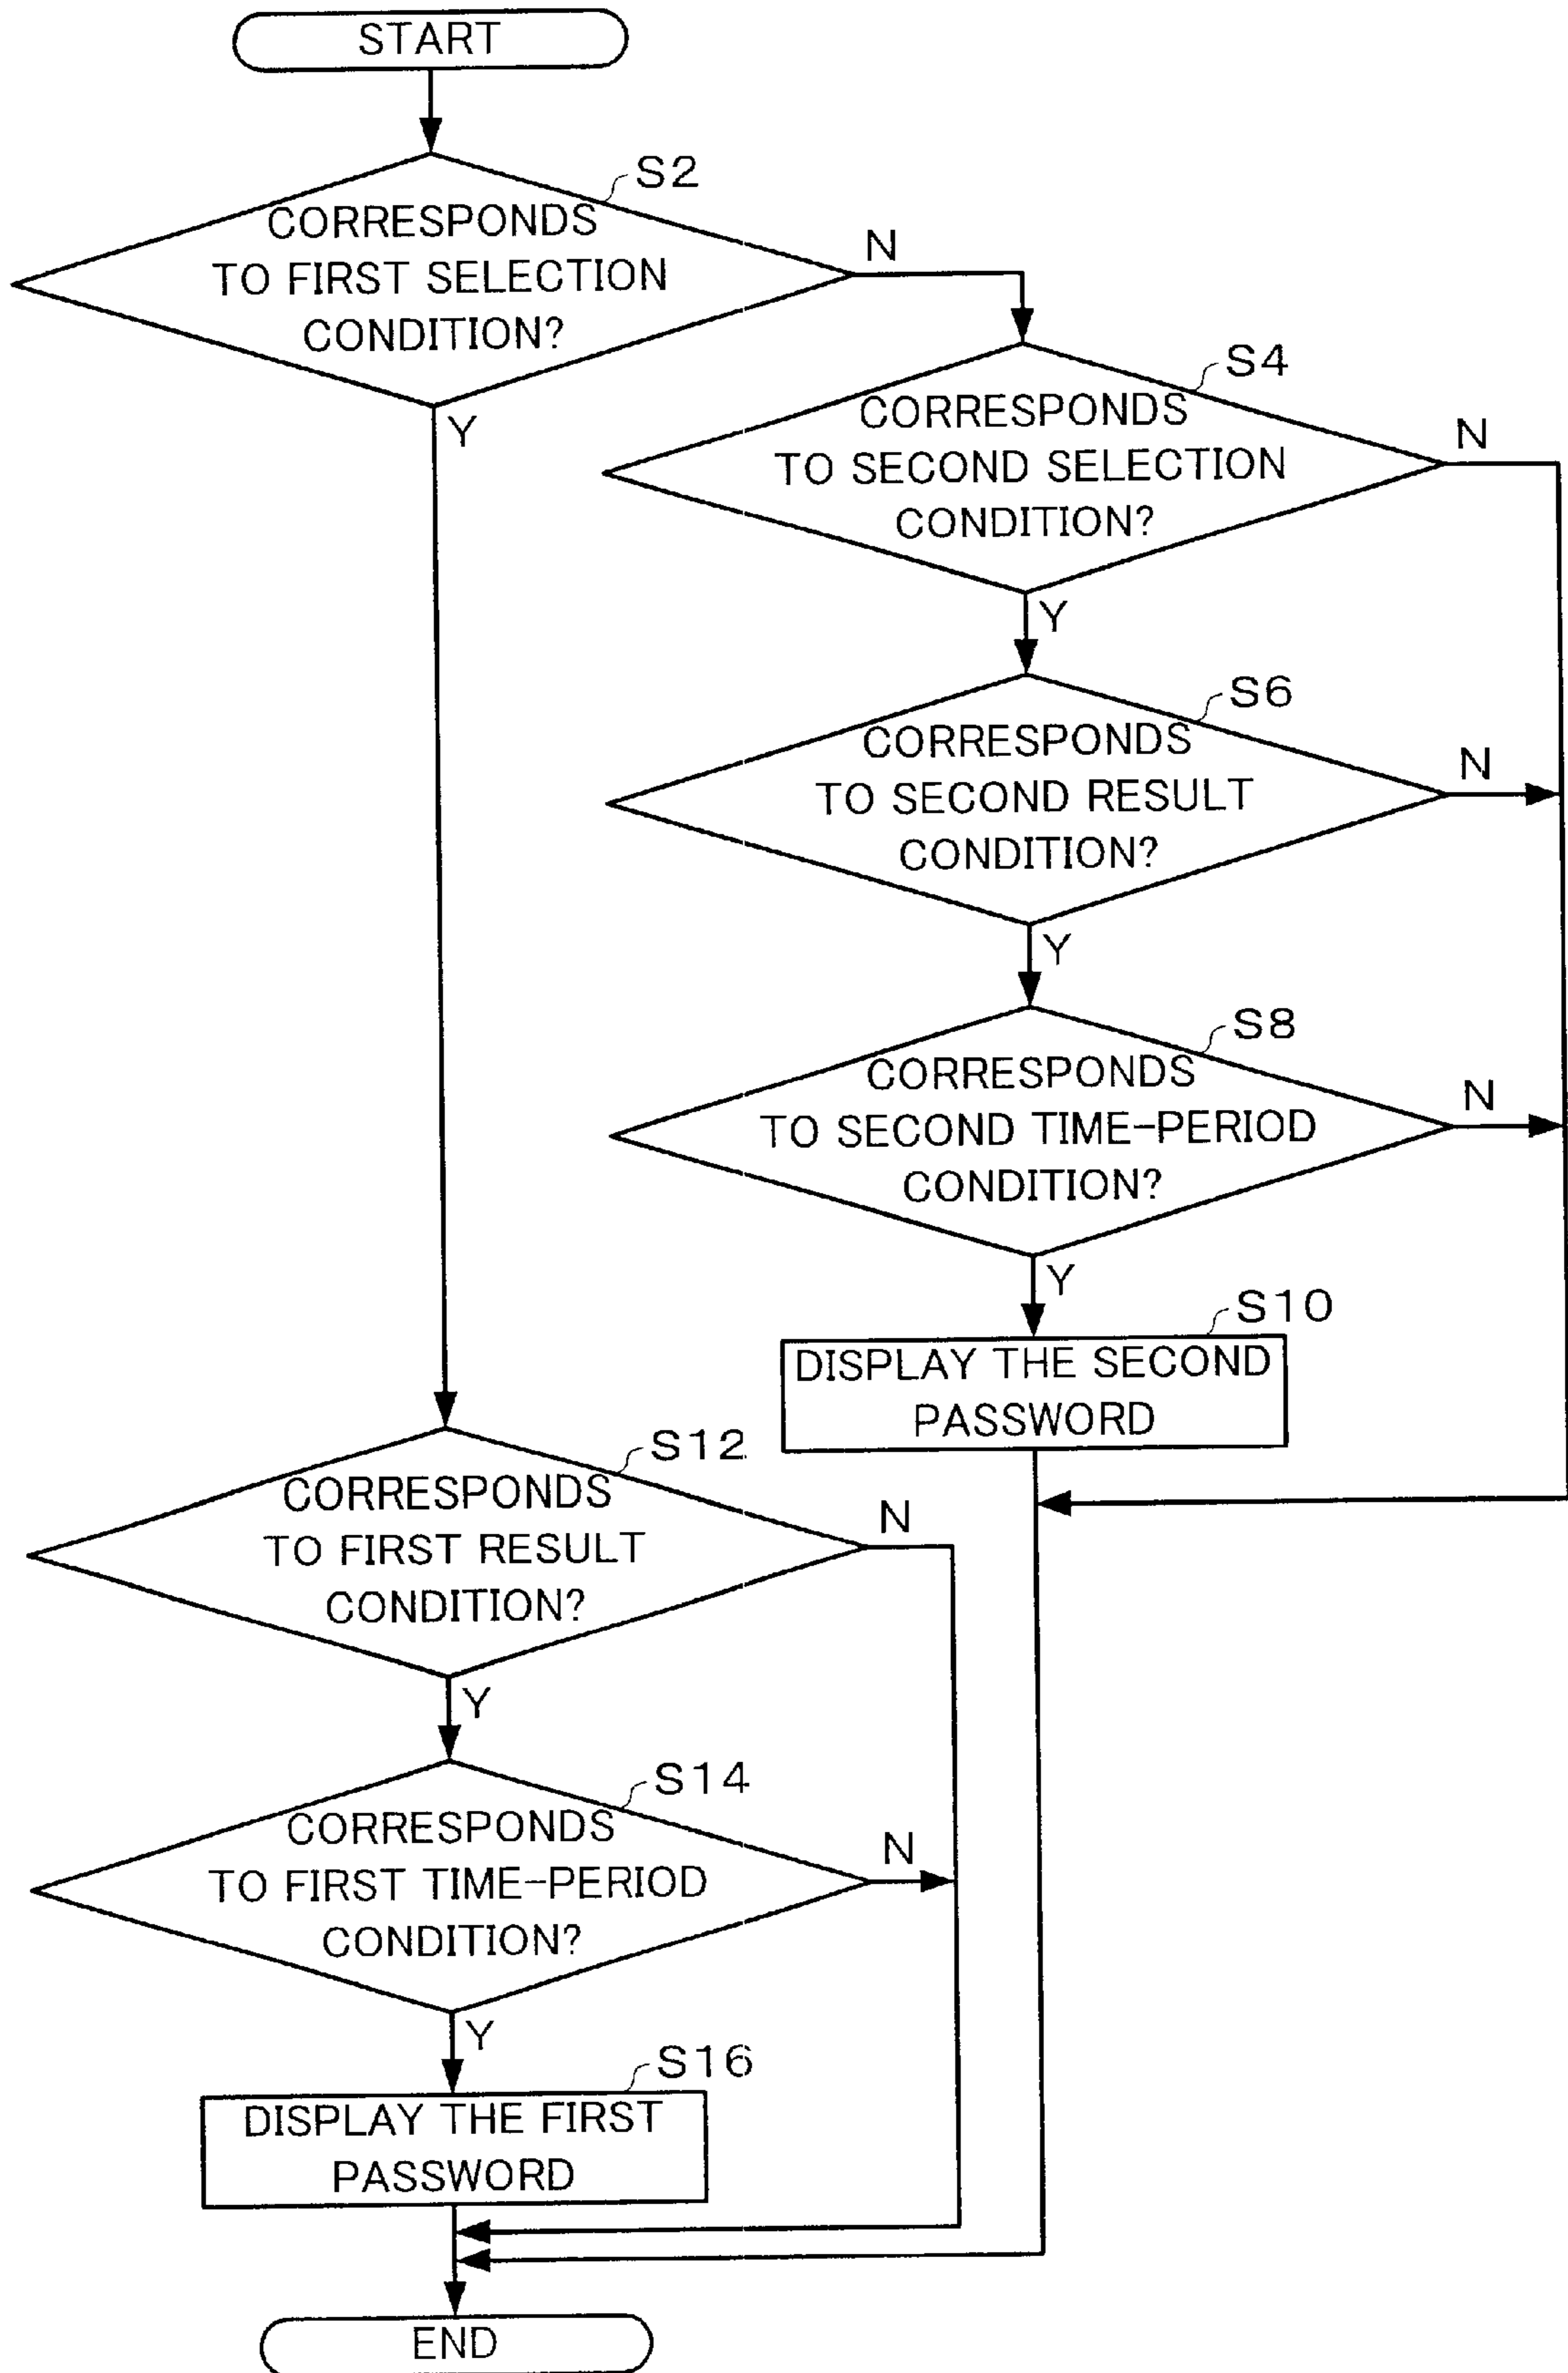 START
S2
CORRESPONDS
TO FIRST SELECTION
CONDITION?
N
Y
S4
CORRESPONDS
TO SECOND SELECTION
CONDITION?
N
Y
S6
CORRESPONDS
TO SECOND RESULT
CONDITION?
N
Y
S8
CORRESPONDS
TO SECOND TIME-PERIOD
CONDITION?
N
Y
S10
DISPLAY THE SECOND
PASSWORD
S12
CORRESPONDS
TO FIRST RESULT
CONDITION?
N
Y
S14
CORRESPONDS
TO FIRST TIME-PERIOD
CONDITION?
N
Y
S16
DISPLAY THE FIRST
PASSWORD
END